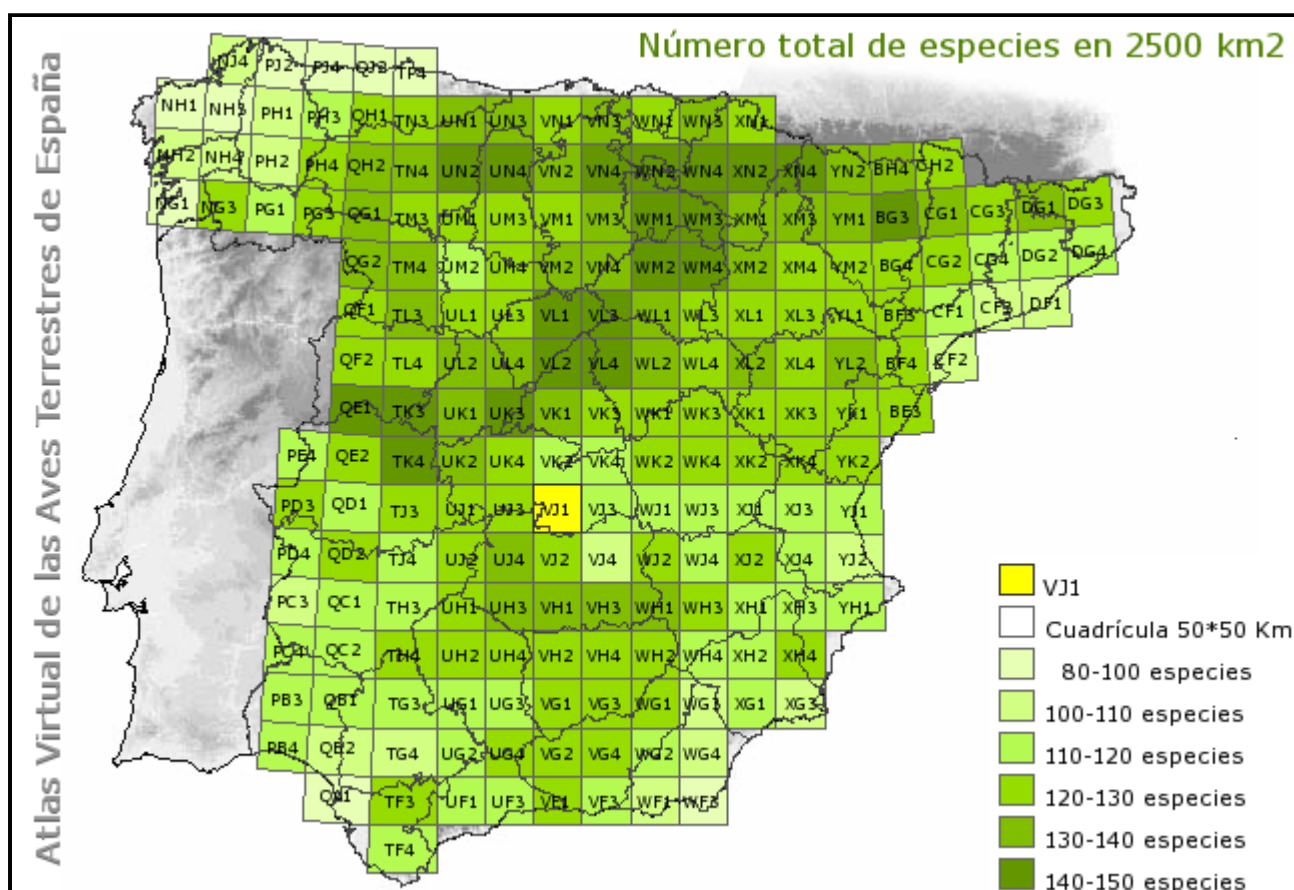 Número total de especies en 2500 km2
Atlas Virtual de las Aves Terrestres de España
NJ4 PJ2 PJ4 QJ2 TP4
NH1 NH3 PH1 PH3 QH1 TN3 UN1 UN3 VN1 VN3 WN1 WN3 XN1
NH2 NH4 PH2 PH4 QH2 TN4 UN2 UN4 VN2 VN4 WN2 WN4 XN2 XN4 YN2 BH4 CH2
NG1 NG3 PG1 PG3 QG1 TM3 UM1 UM3 VM1 VM3 WM1 WM3 XM1 XM3 YM1 BG3 CG1 CG3 DG1 DG3
QG2 TM4 UM2 UM4 VM2 VN4 WM2 WM4 XM2 XM4 YM2 BG4 CG2 CG4 DG2 DG4
QF1 TL3 UL1 UL3 VL1 VL3 WL1 WL3 XL1 XL3 YL1 BF3 CF1 CF3 DF1
QF2 TL4 UL2 UL4 VL2 VL4 WL2 WL4 XL2 XL4 YL2 BF4 CF2
QE1 TK3 UK1 UK3 VK1 VK3 WK1 WK3 XK1 XK3 YK1 BE3
PE4 QE2 TK4 UK2 UK4 VK2 VK4 WK2 WK4 XK2 XK4 YK2
PD3 QD1 TJ3 UJ1 UJ3 VJ1 VJ3 WJ1 WJ3 XJ1 XJ3 YJ1
PD4 QD2 TJ4 UJ2 UJ4 VJ2 VJ4 WJ2 WJ4 XJ2 XJ4 YJ2
PC3 QC1 TH3 UH1 UH3 VH1 VH3 WH1 WH3 XH1 XH3 YH1
PC4 QC2 TH4 UH2 UH4 VH2 VH4 WH2 WH4 XH2 XH4
PB3 QB1 TG3 UG1 UG3 VG1 VG3 WG1 WG3 XG1 XG3
PB4 QB2 TG4 UG2 UG4 VG2 VG4 WG2 WG4
TF3 UF1 UF3 VF1 VF3 WF1 WF3
TF4
VJ1
Cuadrícula 50*50 Km
80-100 especies
100-110 especies
110-120 especies
120-130 especies
130-140 especies
140-150 especies